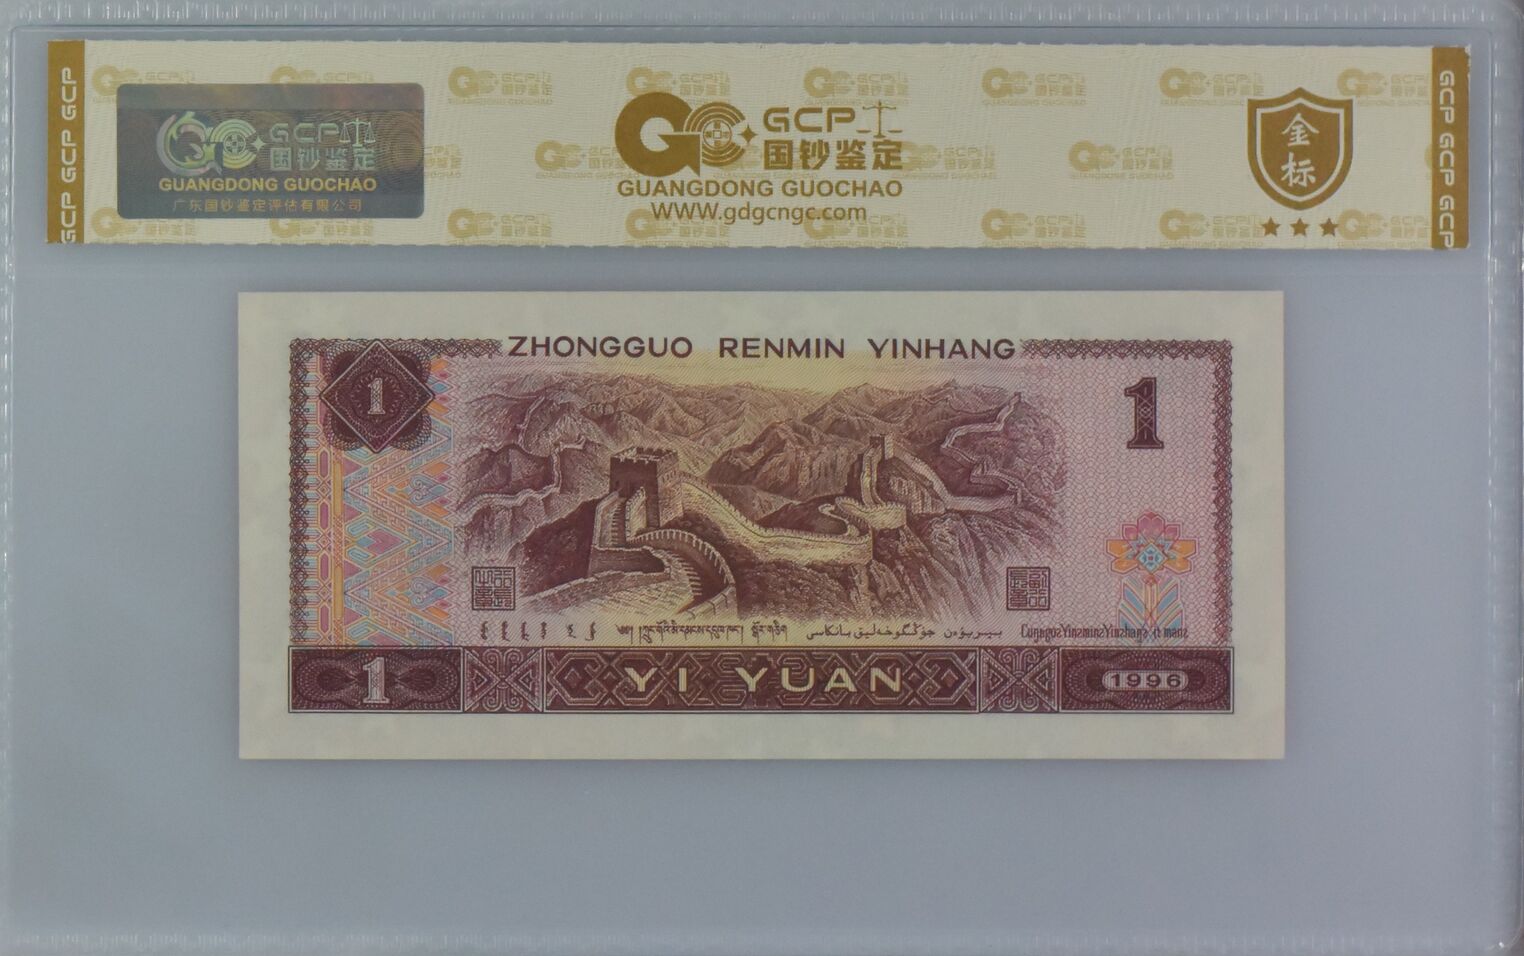 GCP GCP GCP
GCP
国钞鉴定
GUANGDONG GUOCHAO
广东国钞鉴定评估有限公司
GCP
国钞鉴定
GUANGDONG GUOCHAO
WWW.gdgcngc.com
金标
GCP GCP GCP
ZHONGGUO RENMIN YINHANG
1
1
YI YUAN
1
1996